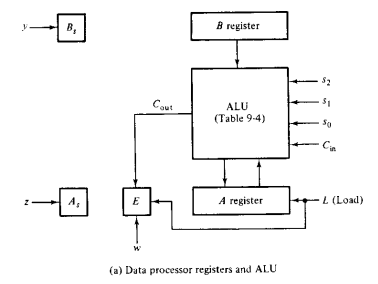 y
B_s
B register
ALU
(Table 9-4)
s_2
s_1
s_0
C_in
C_out
z
A_s
E
A register
L (Load)
w
(a) Data processor registers and ALU